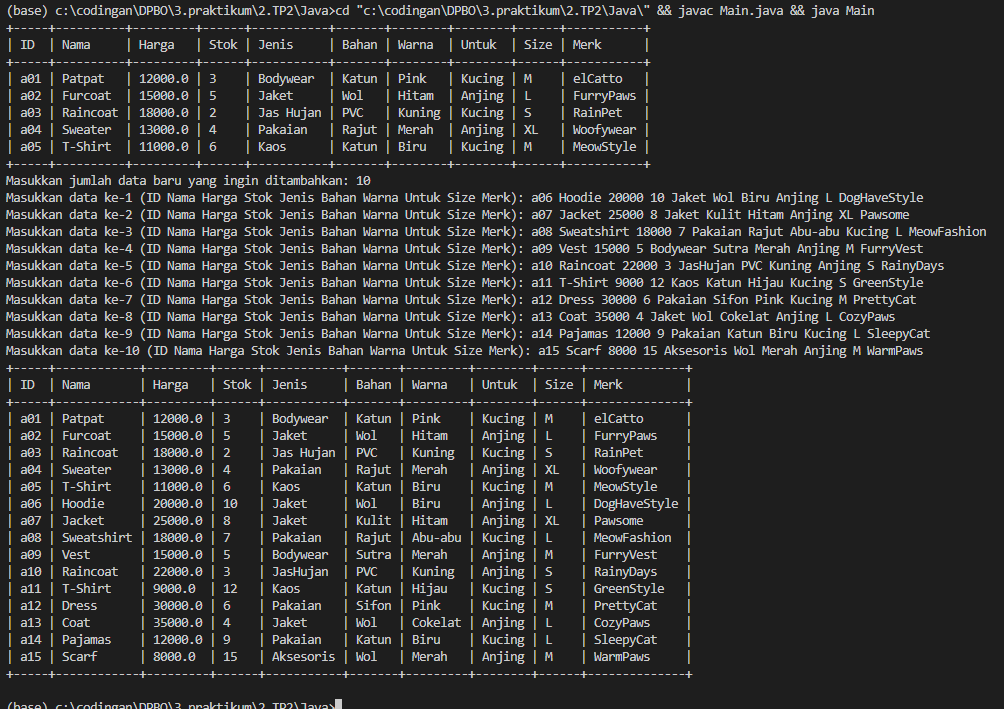 (base) c:\codingan\DPBO\3.praktikum\2.TP2\Java>cd "c:\codingan\DPBO\3.praktikum\2.TP2\Java\" && javac Main.java && java Main
+-----+----------+---------+------+-----------+-------+--------+--------+------+-----------+
| ID  | Nama     | Harga   | Stok | Jenis     | Bahan | Warna  | Untuk  | Size | Merk      |
+-----+----------+---------+------+-----------+-------+--------+--------+------+-----------+
| a01 | Patpat   | 12000.0 | 3    | Bodywear  | Katun | Pink   | Kucing | M    | elCatto   |
| a02 | Furcoat  | 15000.0 | 5    | Jaket     | Wol   | Hitam  | Anjing | L    | FurryPaws |
| a03 | Raincoat | 18000.0 | 2    | Jas Hujan | PVC   | Kuning | Kucing | S    | RainPet   |
| a04 | Sweater  | 13000.0 | 4    | Pakaian   | Rajut | Merah  | Anjing | XL   | Woofywear |
| a05 | T-Shirt  | 11000.0 | 6    | Kaos      | Katun | Biru   | Kucing | M    | MeowStyle |
+-----+----------+---------+------+-----------+-------+--------+--------+------+-----------+
Masukkan jumlah data baru yang ingin ditambahkan: 10
Masukkan data ke-1 (ID Nama Harga Stok Jenis Bahan Warna Untuk Size Merk): a06 Hoodie 20000 10 Jaket Wol Biru Anjing L DogHaveStyle
Masukkan data ke-2 (ID Nama Harga Stok Jenis Bahan Warna Untuk Size Merk): a07 Jacket 25000 8 Jaket Kulit Hitam Anjing XL Pawsome
Masukkan data ke-3 (ID Nama Harga Stok Jenis Bahan Warna Untuk Size Merk): a08 Sweatshirt 18000 7 Pakaian Rajut Abu-abu Kucing L MeowFashion
Masukkan data ke-4 (ID Nama Harga Stok Jenis Bahan Warna Untuk Size Merk): a09 Vest 15000 5 Bodywear Sutra Merah Anjing M FurryVest
Masukkan data ke-5 (ID Nama Harga Stok Jenis Bahan Warna Untuk Size Merk): a10 Raincoat 22000 3 JasHujan PVC Kuning Anjing S RainyDays
Masukkan data ke-6 (ID Nama Harga Stok Jenis Bahan Warna Untuk Size Merk): a11 T-Shirt 9000 12 Kaos Katun Hijau Kucing S GreenStyle
Masukkan data ke-7 (ID Nama Harga Stok Jenis Bahan Warna Untuk Size Merk): a12 Dress 30000 6 Pakaian Sifon Pink Kucing M PrettyCat
Masukkan data ke-8 (ID Nama Harga Stok Jenis Bahan Warna Untuk Size Merk): a13 Coat 35000 4 Jaket Wol Cokelat Anjing L CozyPaws
Masukkan data ke-9 (ID Nama Harga Stok Jenis Bahan Warna Untuk Size Merk): a14 Pajamas 12000 9 Pakaian Katun Biru Kucing L SleepyCat
Masukkan data ke-10 (ID Nama Harga Stok Jenis Bahan Warna Untuk Size Merk): a15 Scarf 8000 15 Aksesoris Wol Merah Anjing M WarmPaws
+-----+------------+---------+------+-----------+-------+---------+--------+------+--------------+
| ID  | Nama       | Harga   | Stok | Jenis     | Bahan | Warna   | Untuk  | Size | Merk         |
+-----+------------+---------+------+-----------+-------+---------+--------+------+--------------+
| a01 | Patpat     | 12000.0 | 3    | Bodywear  | Katun | Pink    | Kucing | M    | elCatto      |
| a02 | Furcoat    | 15000.0 | 5    | Jaket     | Wol   | Hitam   | Anjing | L    | FurryPaws    |
| a03 | Raincoat   | 18000.0 | 2    | Jas Hujan | PVC   | Kuning  | Kucing | S    | RainPet      |
| a04 | Sweater    | 13000.0 | 4    | Pakaian   | Rajut | Merah   | Anjing | XL   | Woofywear    |
| a05 | T-Shirt    | 11000.0 | 6    | Kaos      | Katun | Biru    | Kucing | M    | MeowStyle    |
| a06 | Hoodie     | 20000.0 | 10   | Jaket     | Wol   | Biru    | Anjing | L    | DogHaveStyle |
| a07 | Jacket     | 25000.0 | 8    | Jaket     | Kulit | Hitam   | Anjing | XL   | Pawsome      |
| a08 | Sweatshirt | 18000.0 | 7    | Pakaian   | Rajut | Abu-abu | Kucing | L    | MeowFashion  |
| a09 | Vest       | 15000.0 | 5    | Bodywear  | Sutra | Merah   | Anjing | M    | FurryVest    |
| a10 | Raincoat   | 22000.0 | 3    | JasHujan  | PVC   | Kuning  | Anjing | S    | RainyDays    |
| a11 | T-Shirt    | 9000.0  | 12   | Kaos      | Katun | Hijau   | Kucing | S    | GreenStyle   |
| a12 | Dress      | 30000.0 | 6    | Pakaian   | Sifon | Pink    | Kucing | M    | PrettyCat    |
| a13 | Coat       | 35000.0 | 4    | Jaket     | Wol   | Cokelat | Anjing | L    | CozyPaws     |
| a14 | Pajamas    | 12000.0 | 9    | Pakaian   | Katun | Biru    | Kucing | L    | SleepyCat    |
| a15 | Scarf      | 8000.0  | 15   | Aksesoris | Wol   | Merah   | Anjing | M    | WarmPaws     |
+-----+------------+---------+------+-----------+-------+---------+--------+------+--------------+
(base) c:\codingan\DPBO\3.praktikum\2.TP2\Java>